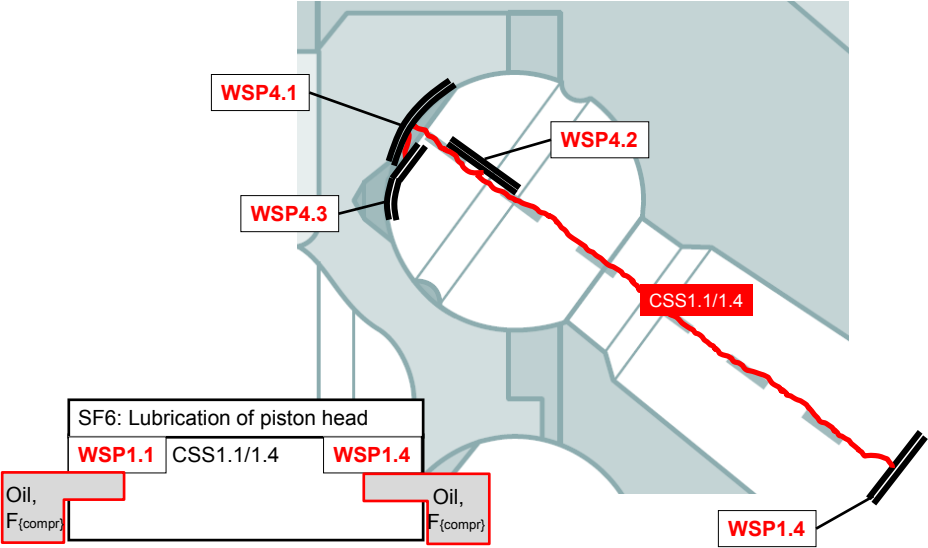 WSP4.1
WSP4.2
WSP4.3
CSS1.1/1.4
SF6: Lubrication of piston head
WSP1.1 CSS1.1/1.4 WSP1.4
Oil,
F{compr}
Oil,
F{compr}
WSP1.4